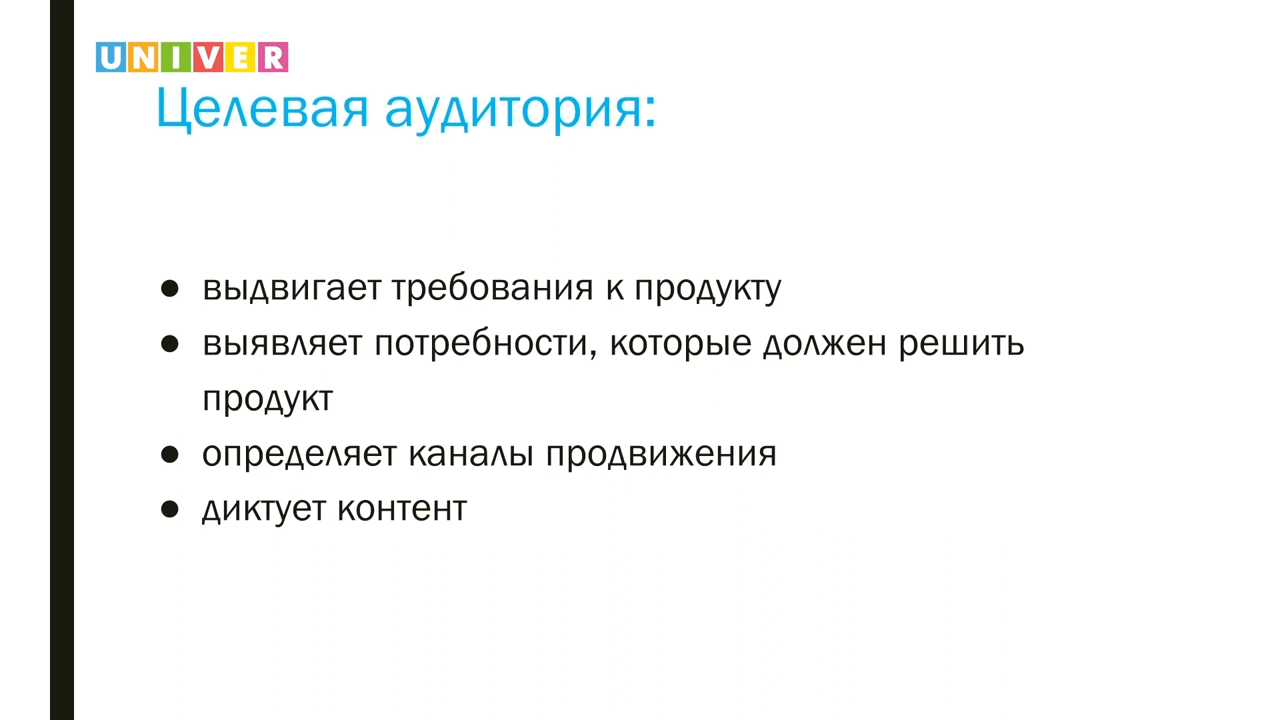 UNIVER
Целевая аудитория:
● выдвигает требования к продукту
● выявляет потребности, которые должен решить
продукт
● определяет каналы продвижения
● диктует контент